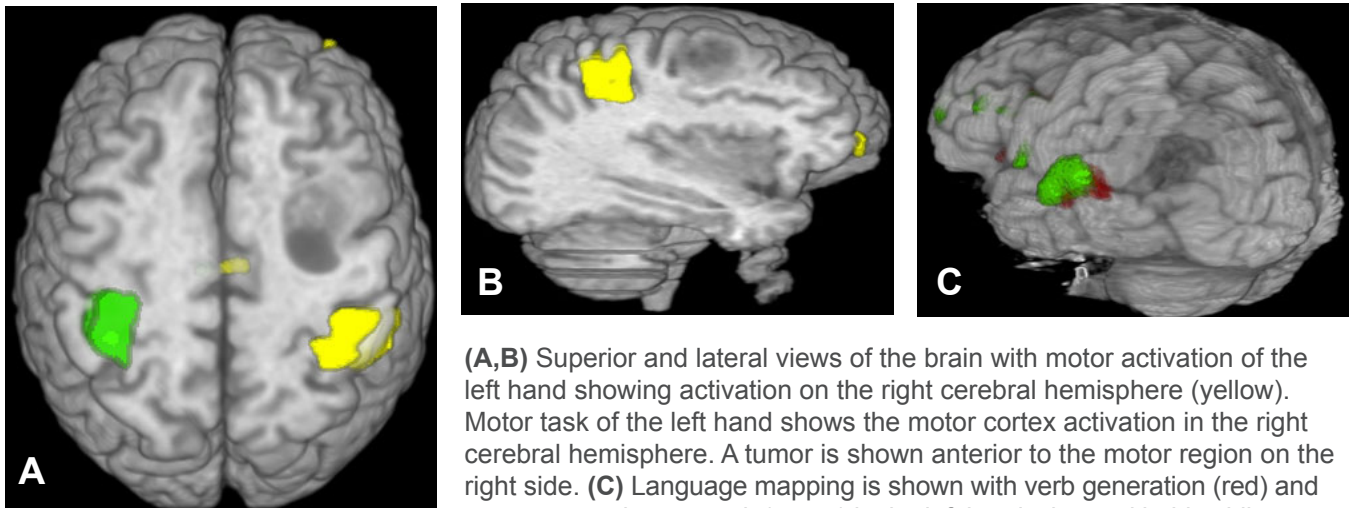 A
B
C
(A,B) Superior and lateral views of the brain with motor activation of the
left hand showing activation on the right cerebral hemisphere (yellow).
Motor task of the left hand shows the motor cortex activation in the right
cerebral hemisphere. A tumor is shown anterior to the motor region on the
right side. (C) Language mapping is shown with verb generation (red) and